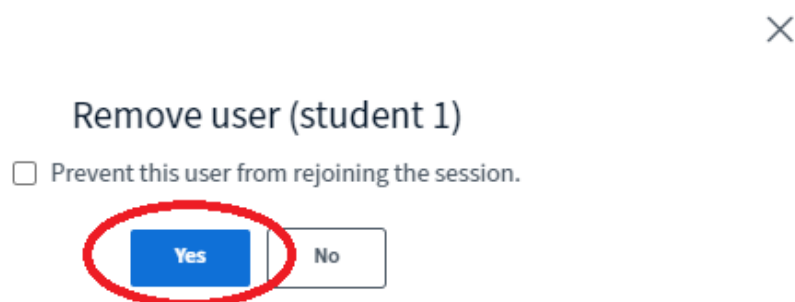 Remove user (student 1)
Prevent this user from rejoining the session.
Yes No